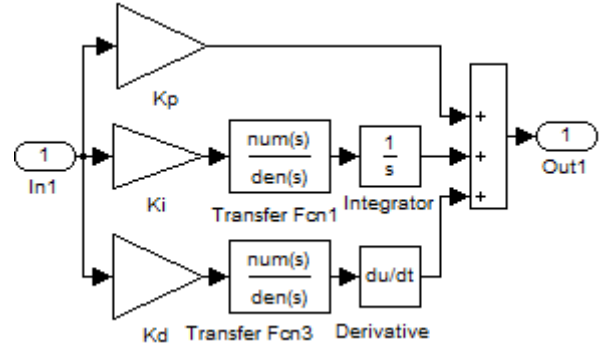 Kp
1
In1
Ki
num(s)
den(s)
Transfer Fcn1
1
s
Integrator
Kd
num(s)
den(s)
Transfer Fcn3
du/dt
Derivative
+
+
+
1
Out1